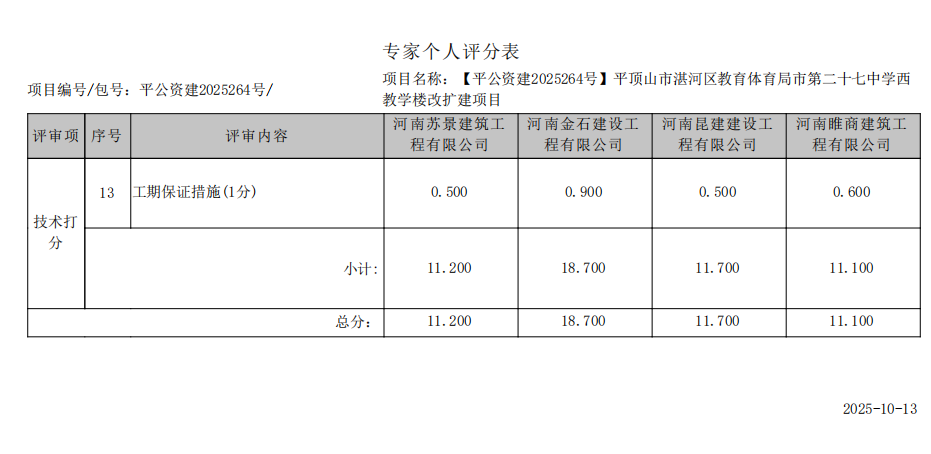 专家个人评分表
项目编号/包号: 平公资建2025264号/
项目名称: 【平公资建2025264号】平顶山市湛河区教育体育局市第二十七中学西
教学楼改扩建项目
评审项 序号 评审内容 河南苏景建筑工 河南金石建设工 河南昆建建设工 河南睢商建筑工
程有限公司 程有限公司 程有限公司 程有限公司
13 工期保证措施(1分) 0.500 0.900 0.500 0.600
技术打
分
小计: 11.200 18.700 11.700 11.100
总分: 11.200 18.700 11.700 11.100
2025-10-13